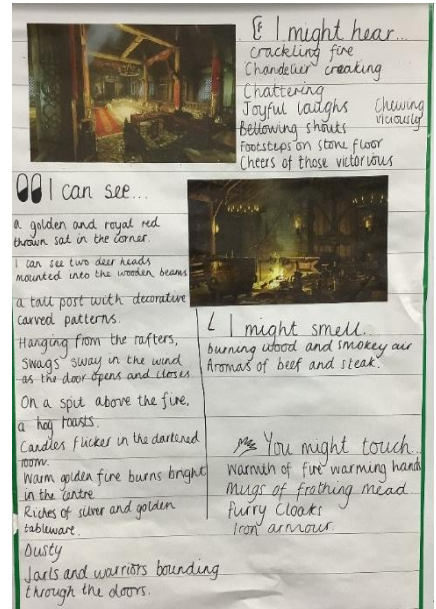 I might hear...
Crackling fire
Chandelier creaking
Chattering
Joyful laughs
Chewing
viciously
Bellowing shouts
Footsteps on stone floor
Cheers of those victorious
I can see...
a golden and royal red
thrown sat in the corner.
I can see two deer heads
mounted into the wooden beams
a tall post with decorative
carved patterns.
Hanging from the rafters,
swags sway in the wind
as the door opens and closes
On a spit above the fire,
a hog roasts.
Candles flicker in the dartened
room.
Warm golden fire burns bright
in the centre
Riches of silver and golden
tableware.
Dusty
Jarls and warriors bounding
through the doors.
I might smell...
burning wood and smokey air
Aromas of beef and steak.
You might touch...
Warmth of fire warming hands
Mugs of frothing mead
Furry Cloaks
Iron armour.